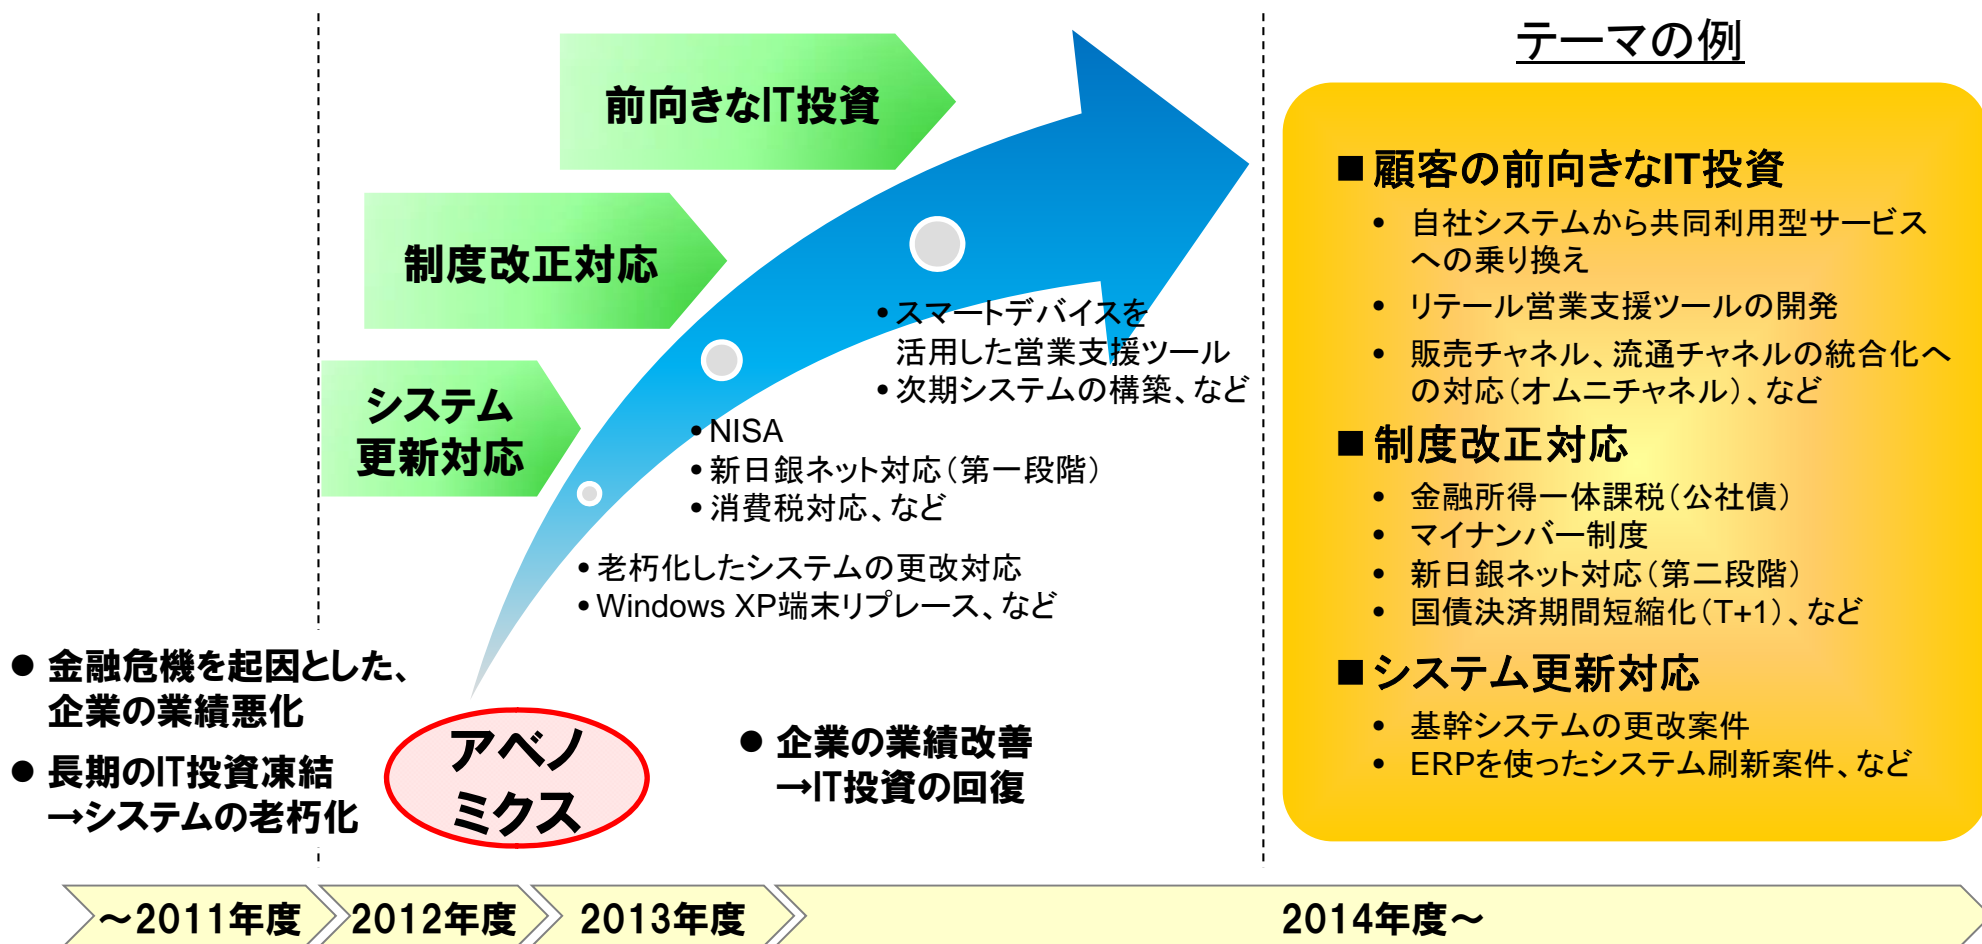 前向きなIT投資
制度改正対応
システム
更新対応
•スマートデバイスを
活用した営業支援ツール
•次期システムの構築、など
•NISA
•新日銀ネット対応（第一段階）
•消費税対応、など
•老朽化したシステムの更改対応
•Windows XP端末リプレース、など
●金融危機を起因とした、
企業の業績悪化
●長期のIT投資凍結
→システムの老朽化
アベノ
ミクス
●企業の業績改善
→IT投資の回復
テーマの例
■顧客の前向きなIT投資
•自社システムから共同利用型サービス
への乗り換え
•リテール営業支援ツールの開発
•販売チャネル、流通チャネルの統合化へ
の対応（オムニチャネル）、など
■制度改正対応
•金融所得一体課税（公社債）
•マイナンバー制度
•新日銀ネット対応（第二段階）
•国債決済期間短縮化（T+1）、など
■システム更新対応
•基幹システムの更改案件
•ERPを使ったシステム刷新案件、など
～2011年度
2012年度
2013年度
2014年度～